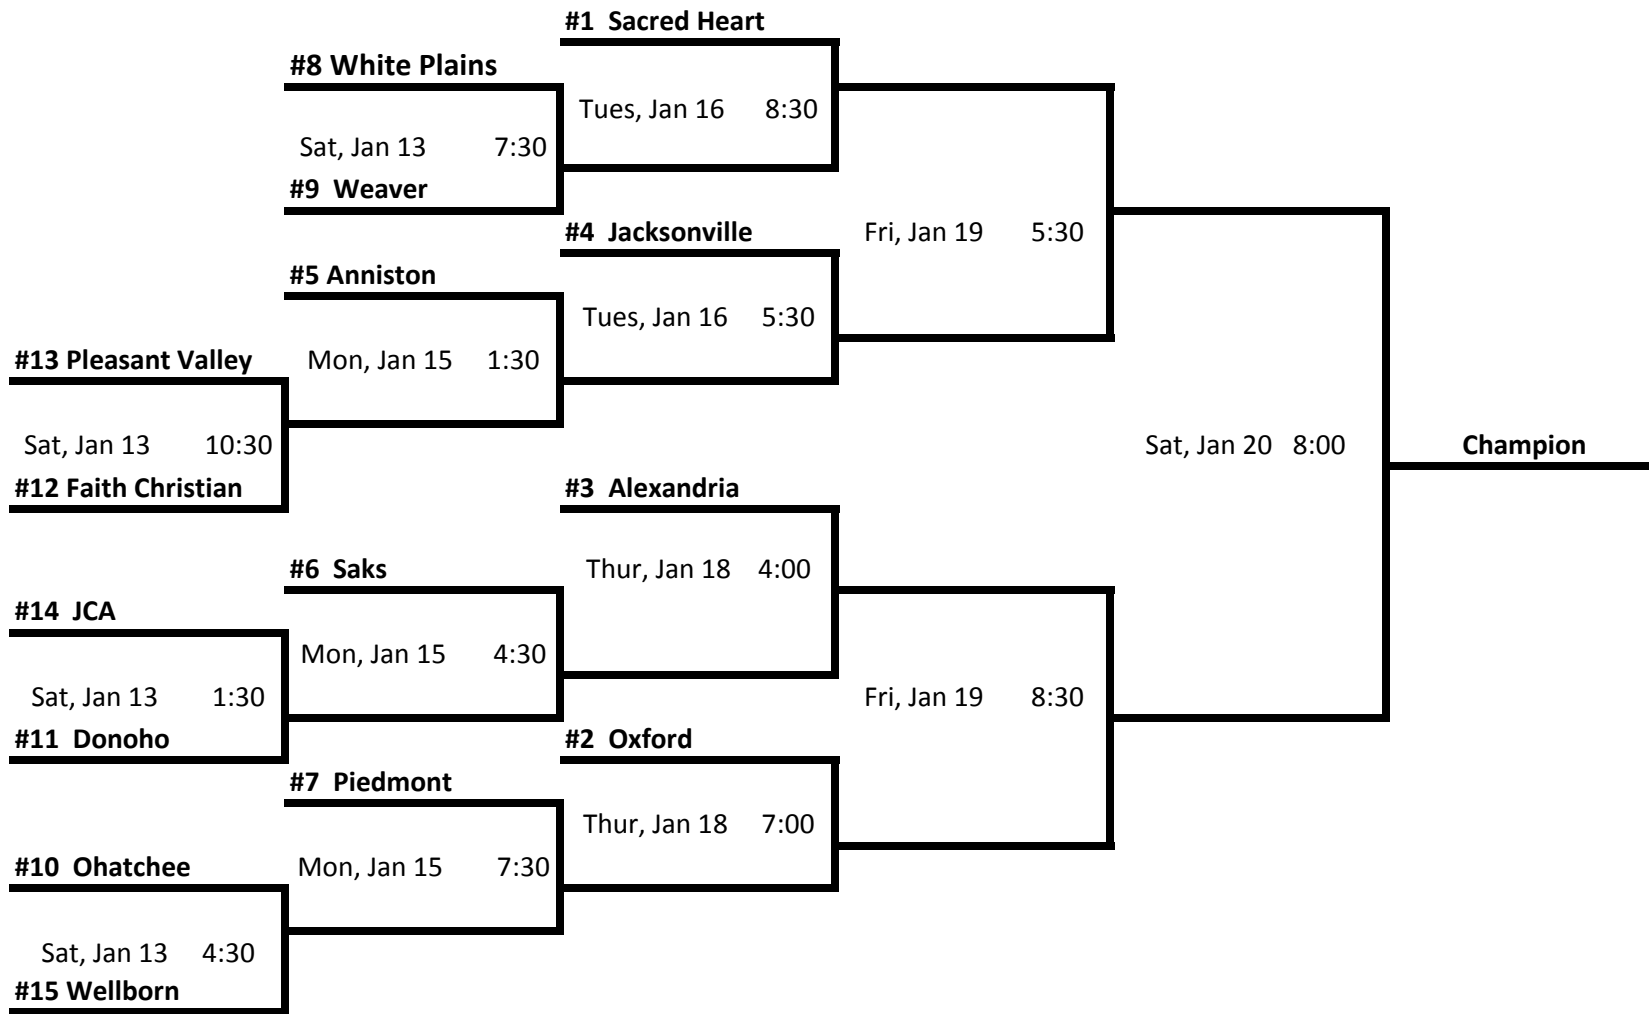 #1 Sacred Heart
#8 White Plains
Tues, Jan 16 8:30
Sat, Jan 13 7:30
#9 Weaver
#4 Jacksonville
Fri, Jan 19 5:30
#5 Anniston
Tues, Jan 16 5:30
#13 Pleasant Valley
Mon, Jan 15 1:30
Sat, Jan 13 10:30
Sat, Jan 20 8:00
Champion
#12 Faith Christian
#3 Alexandria
#6 Saks
Thur, Jan 18 4:00
#14 JCA
Mon, Jan 15 4:30
Sat, Jan 13 1:30
Fri, Jan 19 8:30
#11 Donoho
#2 Oxford
#7 Piedmont
Thur, Jan 18 7:00
#10 Ohatchee
Mon, Jan 15 7:30
Sat, Jan 13 4:30
#15 Wellborn